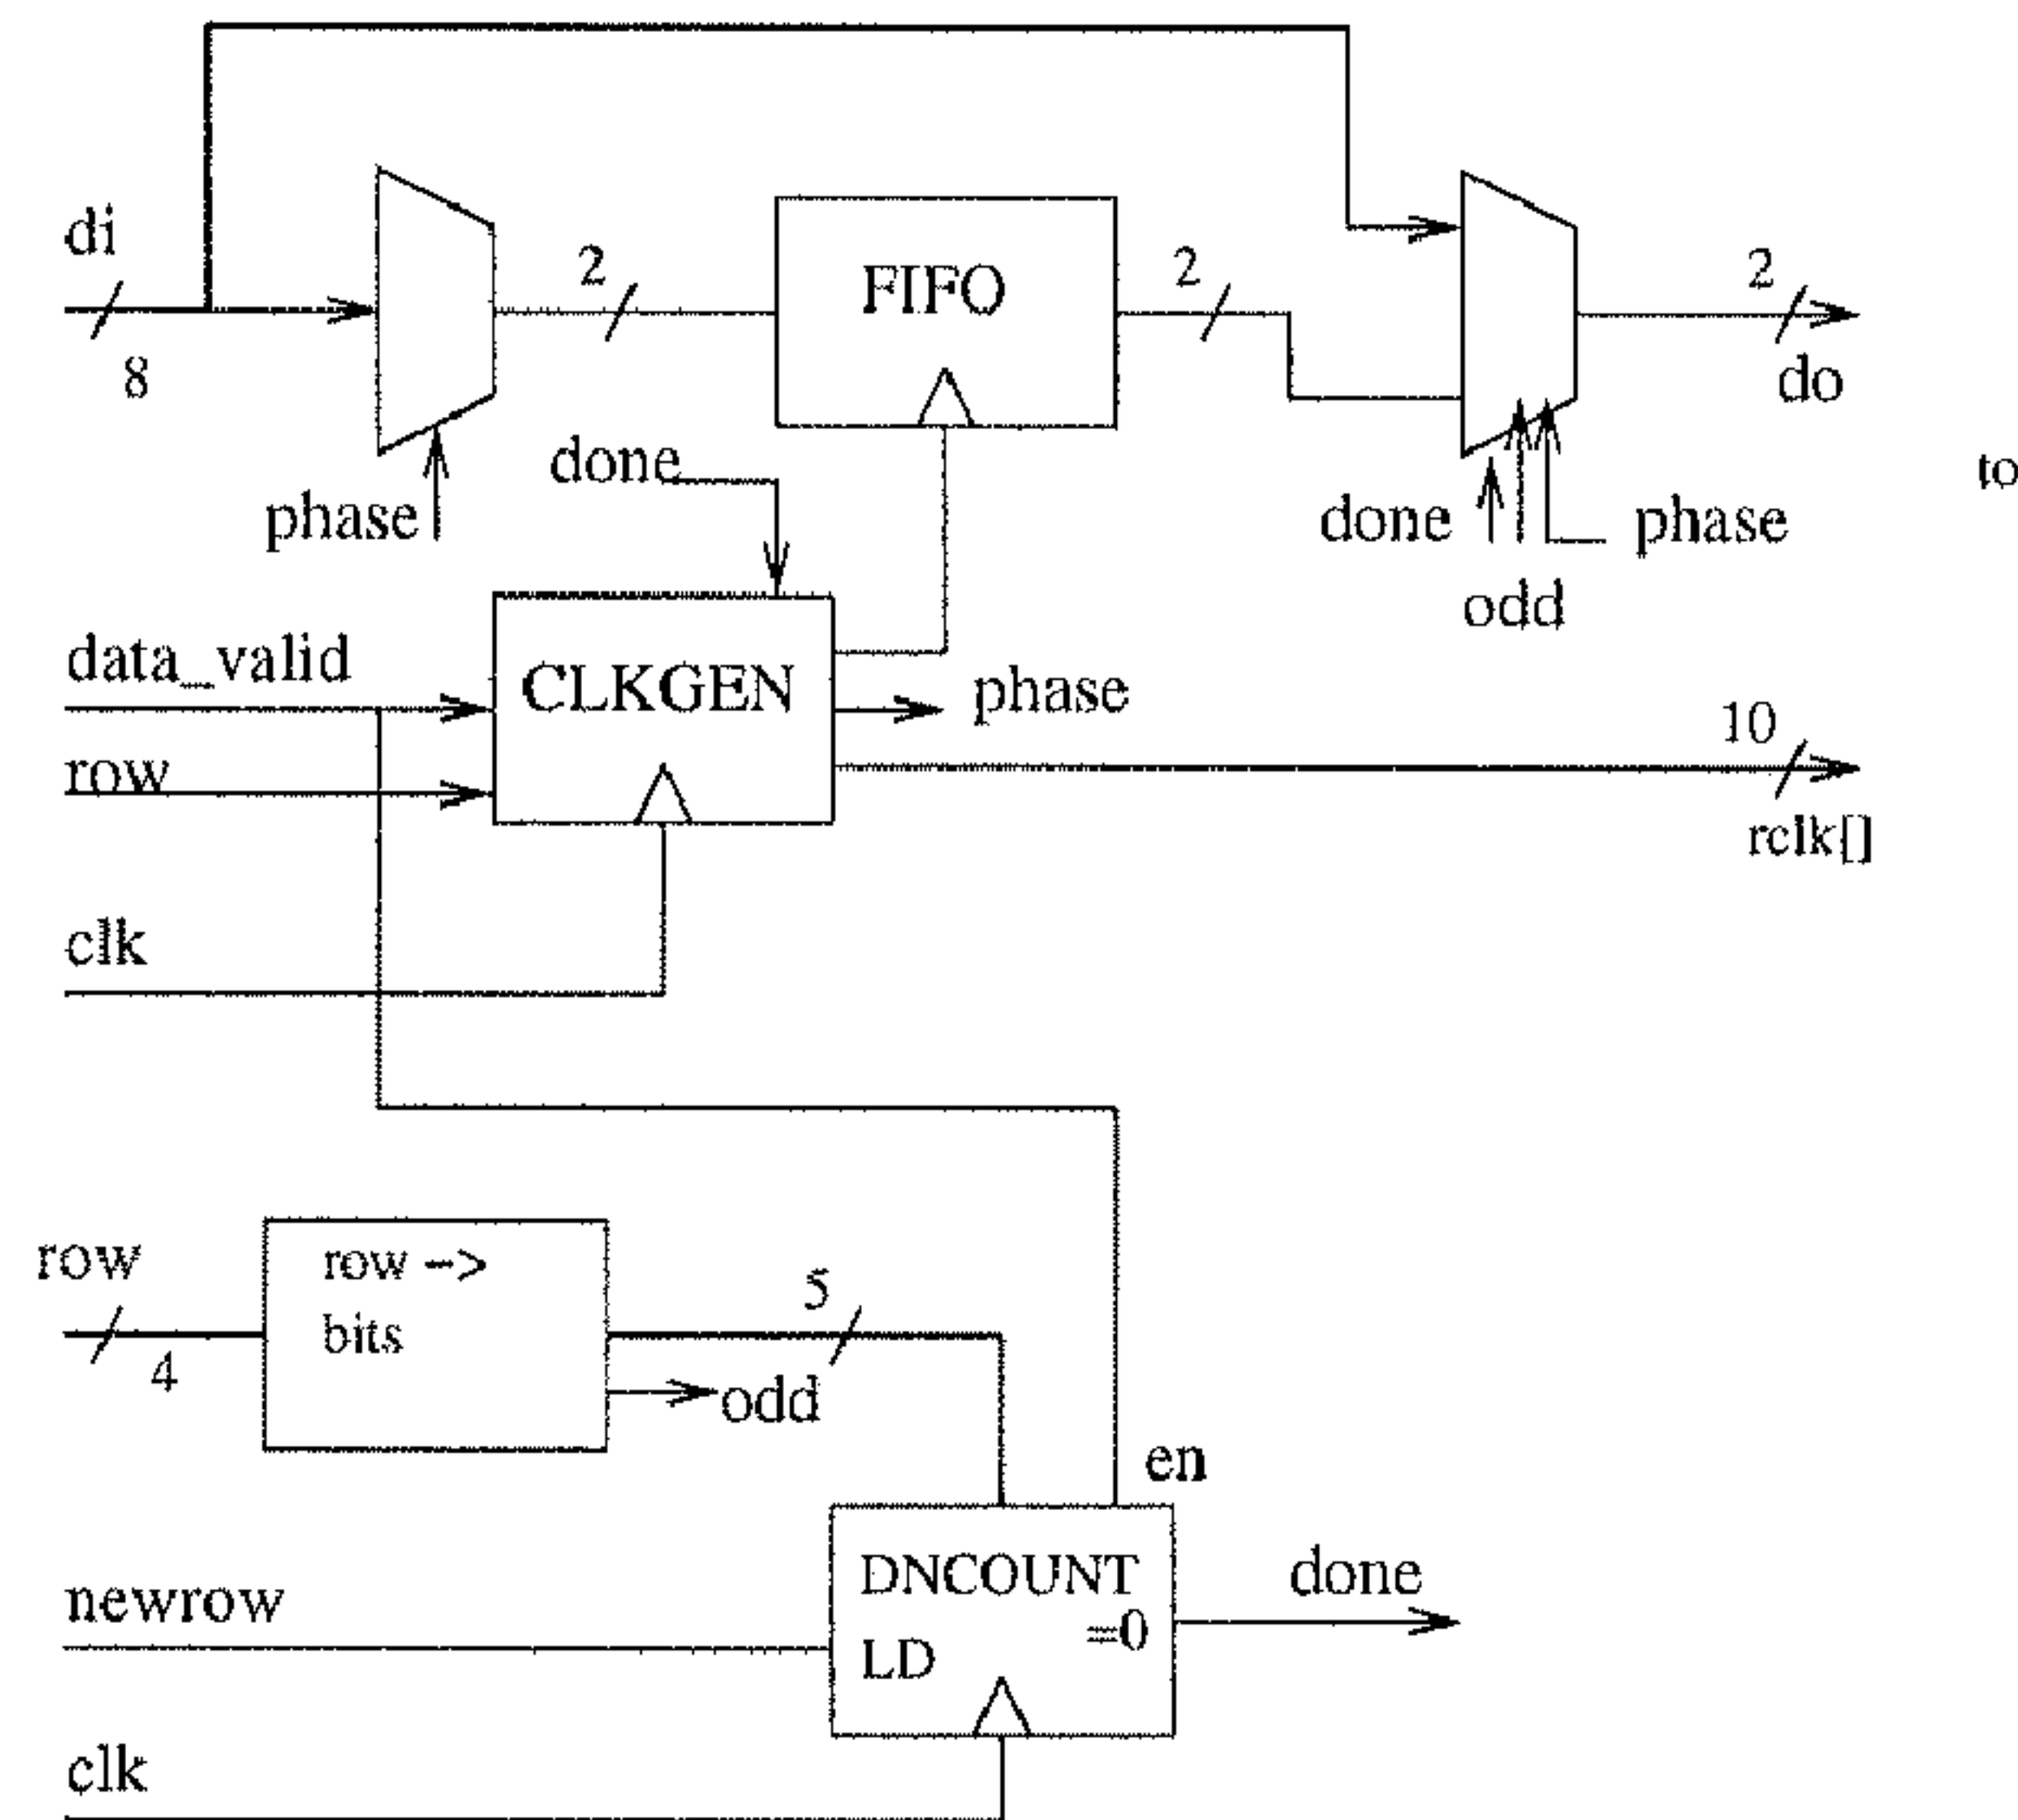 di
8
2
FIFO
2
2
do
phase
done
done
phase
odd
to
data_valid
CLKGEN
phase
row
10
rclk[]
clk
row
4
row ->
bits
5
odd
en
newrow
DNCOUNT
=0
LD
done
clk